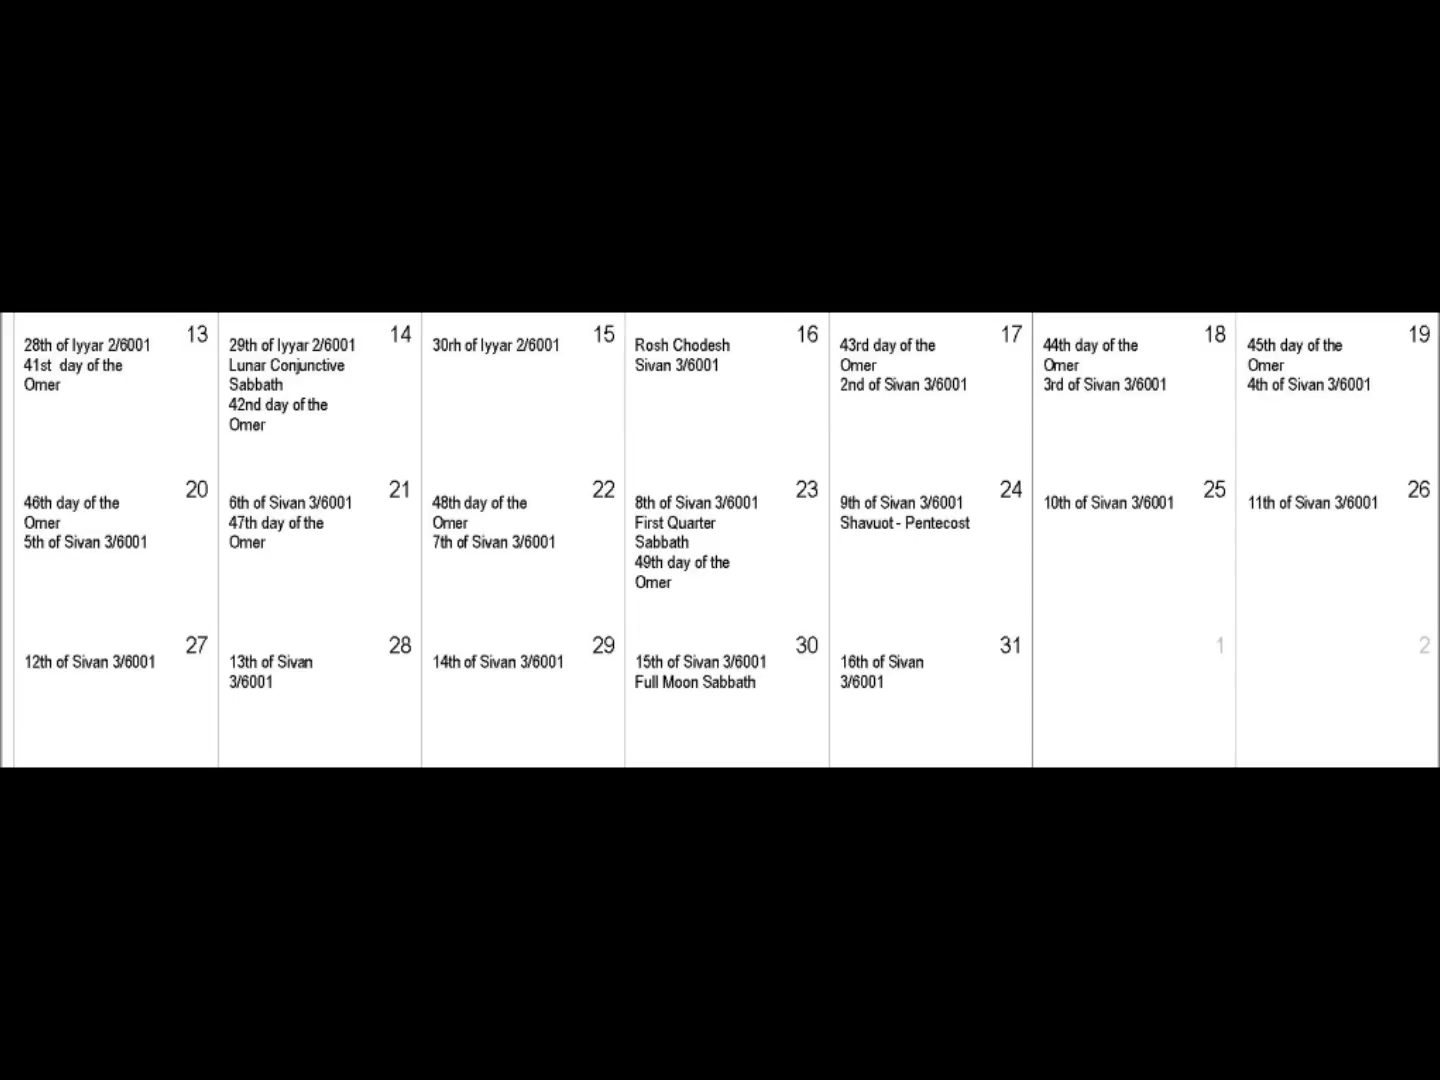 13
28th of Iyyar 2/6001
41st day of the
Omer
14
29th of Iyyar 2/6001
Lunar Conjunctive
Sabbath
42nd day of the
Omer
15
30rh of Iyyar 2/6001
16
Rosh Chodesh
Sivan 3/6001
17
43rd day of the
Omer
2nd of Sivan 3/6001
18
44th day of the
Omer
3rd of Sivan 3/6001
19
45th day of the
Omer
4th of Sivan 3/6001
20
46th day of the
Omer
5th of Sivan 3/6001
21
6th of Sivan 3/6001
47th day of the
Omer
22
48th day of the
Omer
7th of Sivan 3/6001
23
8th of Sivan 3/6001
First Quarter
Sabbath
49th day of the
Omer
24
9th of Sivan 3/6001
Shavuot - Pentecost
25
10th of Sivan 3/6001
26
11th of Sivan 3/6001
27
12th of Sivan 3/6001
28
13th of Sivan
3/6001
29
14th of Sivan 3/6001
30
15th of Sivan 3/6001
Full Moon Sabbath
31
16th of Sivan
3/6001
1
2